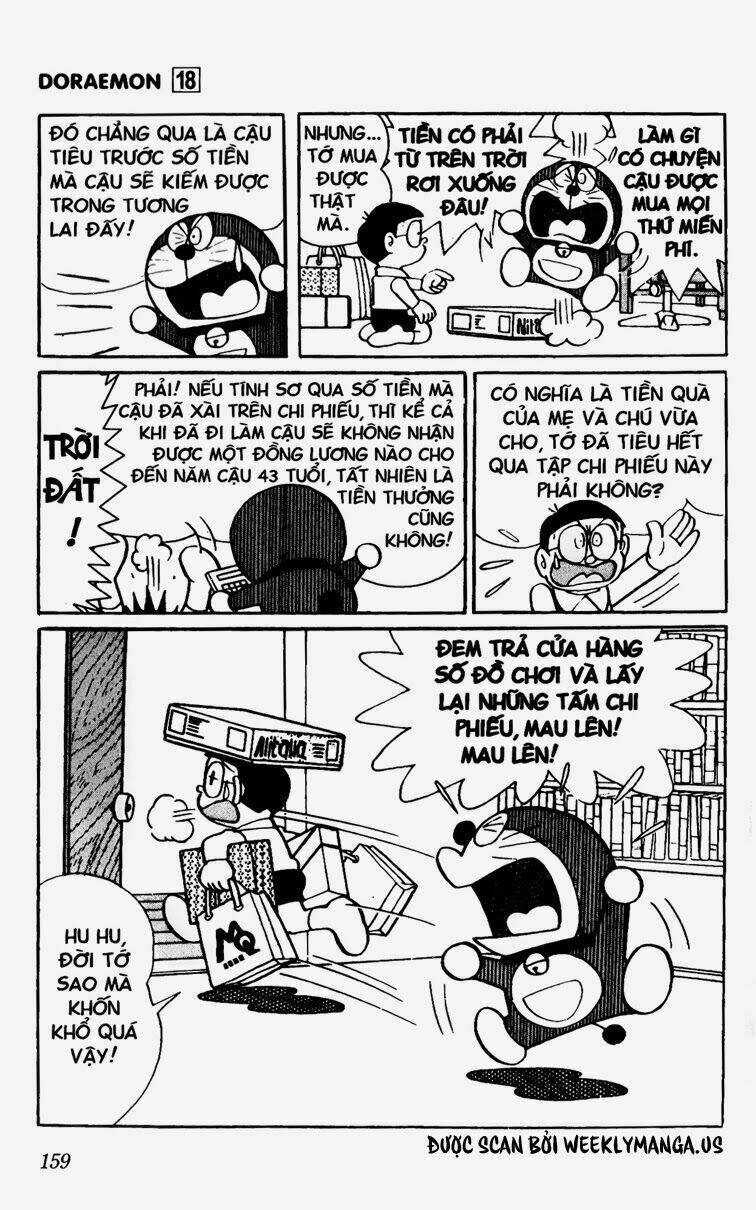 DORAEMON 18
LÀM GÌ
CÓ CHUYỆN
CẬU ĐƯỢC
MUA MỌI
THỨ MIỄN
PHÍ.
TIỀN CÓ PHẢI
TỪ TRÊN TRỜI
RƠI XUỐNG
ĐÂU!
NHƯNG...
TỚ MUA
ĐƯỢC
THẬT
MÀ.
ĐÓ CHẲNG QUA LÀ CẬU
TIÊU TRƯỚC SỐ TIỀN
MÀ CẬU SẼ KIẾM ĐƯỢC
TRONG TƯƠNG
LAI ĐẤY!
CÓ NGHĨA LÀ TIỀN QUÀ
CỦA MẸ VÀ CHÚ VỪA
CHO, TỚ ĐÃ TIÊU HẾT
QUA TẬP CHI PHIẾU NÀY
PHẢI KHÔNG?
PHẢI! NẾU TÍNH SƠ QUA SỐ TIỀN MÀ
CẬU ĐÃ XÀI TRÊN CHI PHIẾU, THÌ KỂ CẢ
KHI ĐÃ ĐI LÀM CẬU SẼ KHÔNG NHẬN
ĐƯỢC MỘT ĐỒNG LƯƠNG NÀO CHO
ĐẾN NĂM CẬU 43 TUỔI, TẤT NHIÊN LÀ
TIỀN THƯỞNG
CŨNG
KHÔNG!
TRỜI
ĐẤT
!
ĐEM TRẢ CỬA HÀNG
SỐ ĐỒ CHƠI VÀ LẤY
LẠI NHỮNG TẤM CHI
PHIẾU, MAU LÊN!
MAU LÊN!
HU HU,
ĐỜI TỚ
SAO MÀ
KHỐN
KHỔ QUÁ
VẬY!
ĐƯỢC SCAN BỞI WEEKLYMANGA.US
159